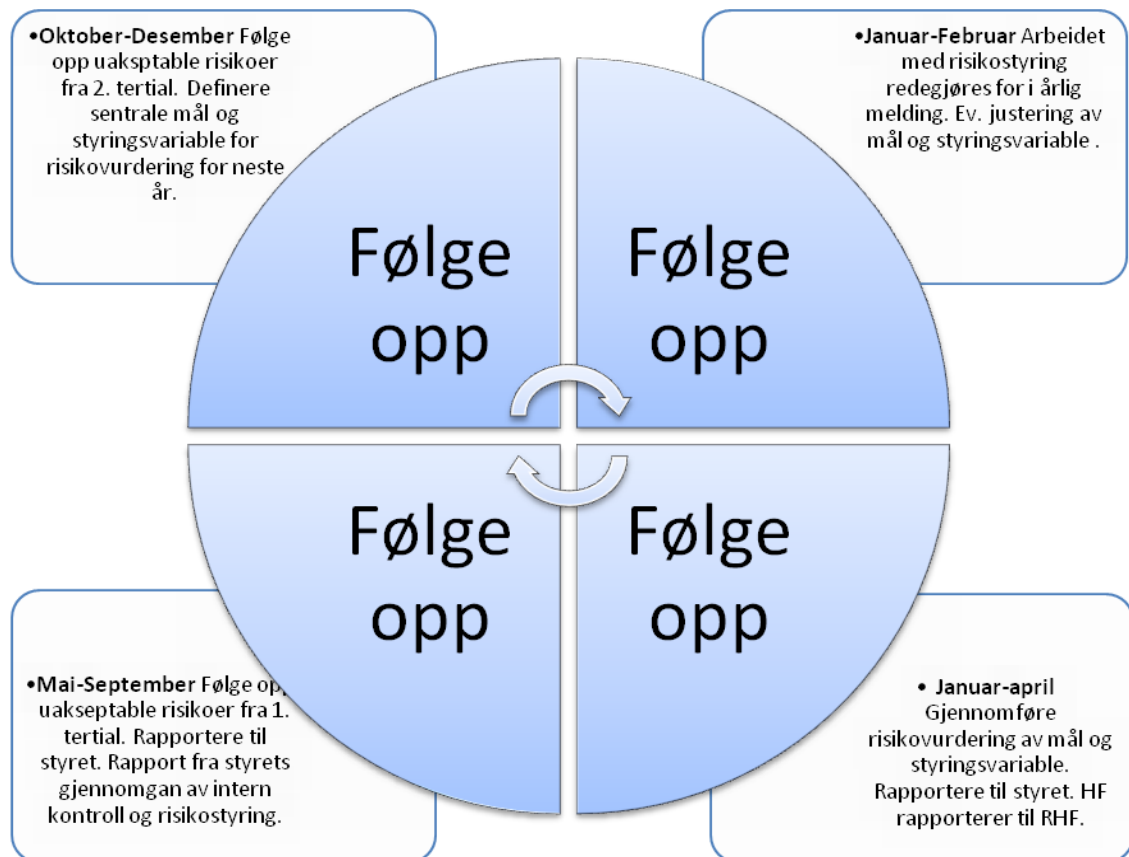 •Oktober-Desember Følge
opp uaksptable risikoer
fra 2. tertial. Definere
sentrale mål og
styringsvariable for
risikovurdering for neste
år.
•Januar-Februar Arbeidet
med risikostyring
redegjøres for i årlig
melding. Ev. justering av
mål og styringsvariable .
Følge
opp
Følge
opp
Følge
opp
Følge
opp
•Mai-September Følge opp
uakseptable risikoer fra 1.
tertial. Rapportere til
styret. Rapport fra styrets
gjennomgan av intern
kontroll og risikostyring.
• Januar-april
Gjennomføre
risikovurdering av mål og
styringsvariable.
Rapportere til styret. HF
rapporterer til RHF.